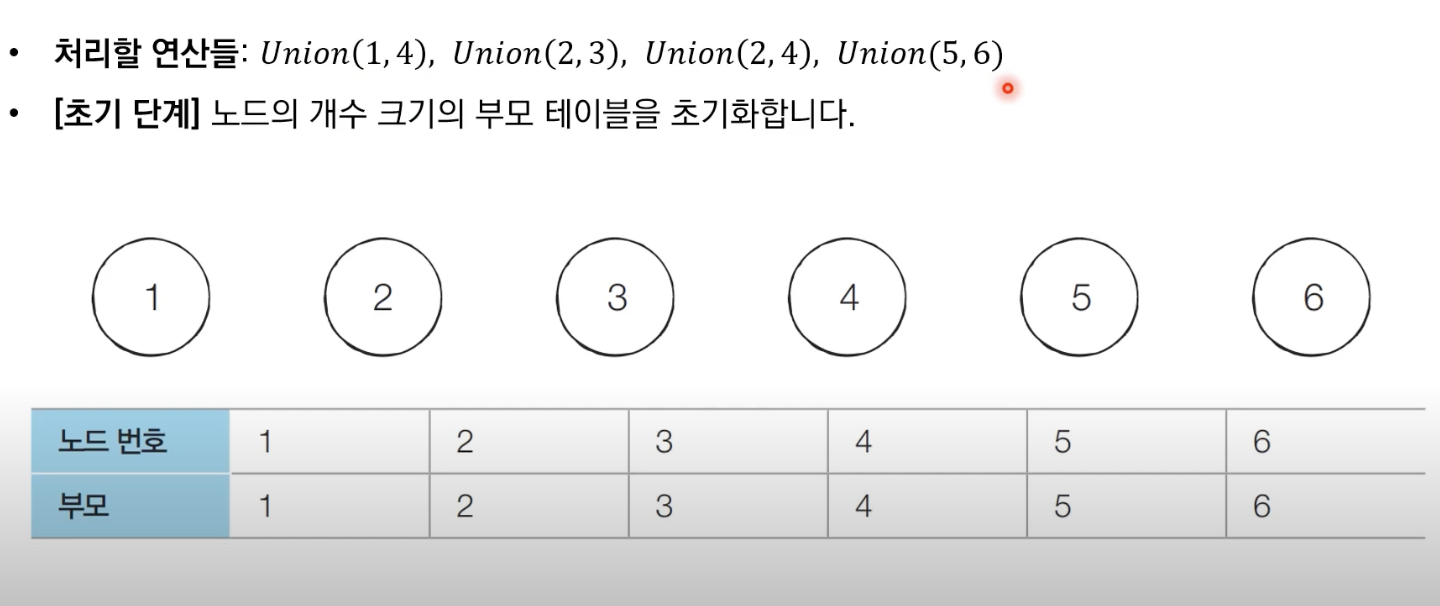 • 처리할 연산들: Union(1, 4), Union(2, 3), Union(2, 4), Union(5, 6)
• [초기 단계] 노드의 개수 크기의 부모 테이블을 초기화합니다.
1 2 3 4 5 6
노드 번호 1 2 3 4 5 6
부모 1 2 3 4 5 6